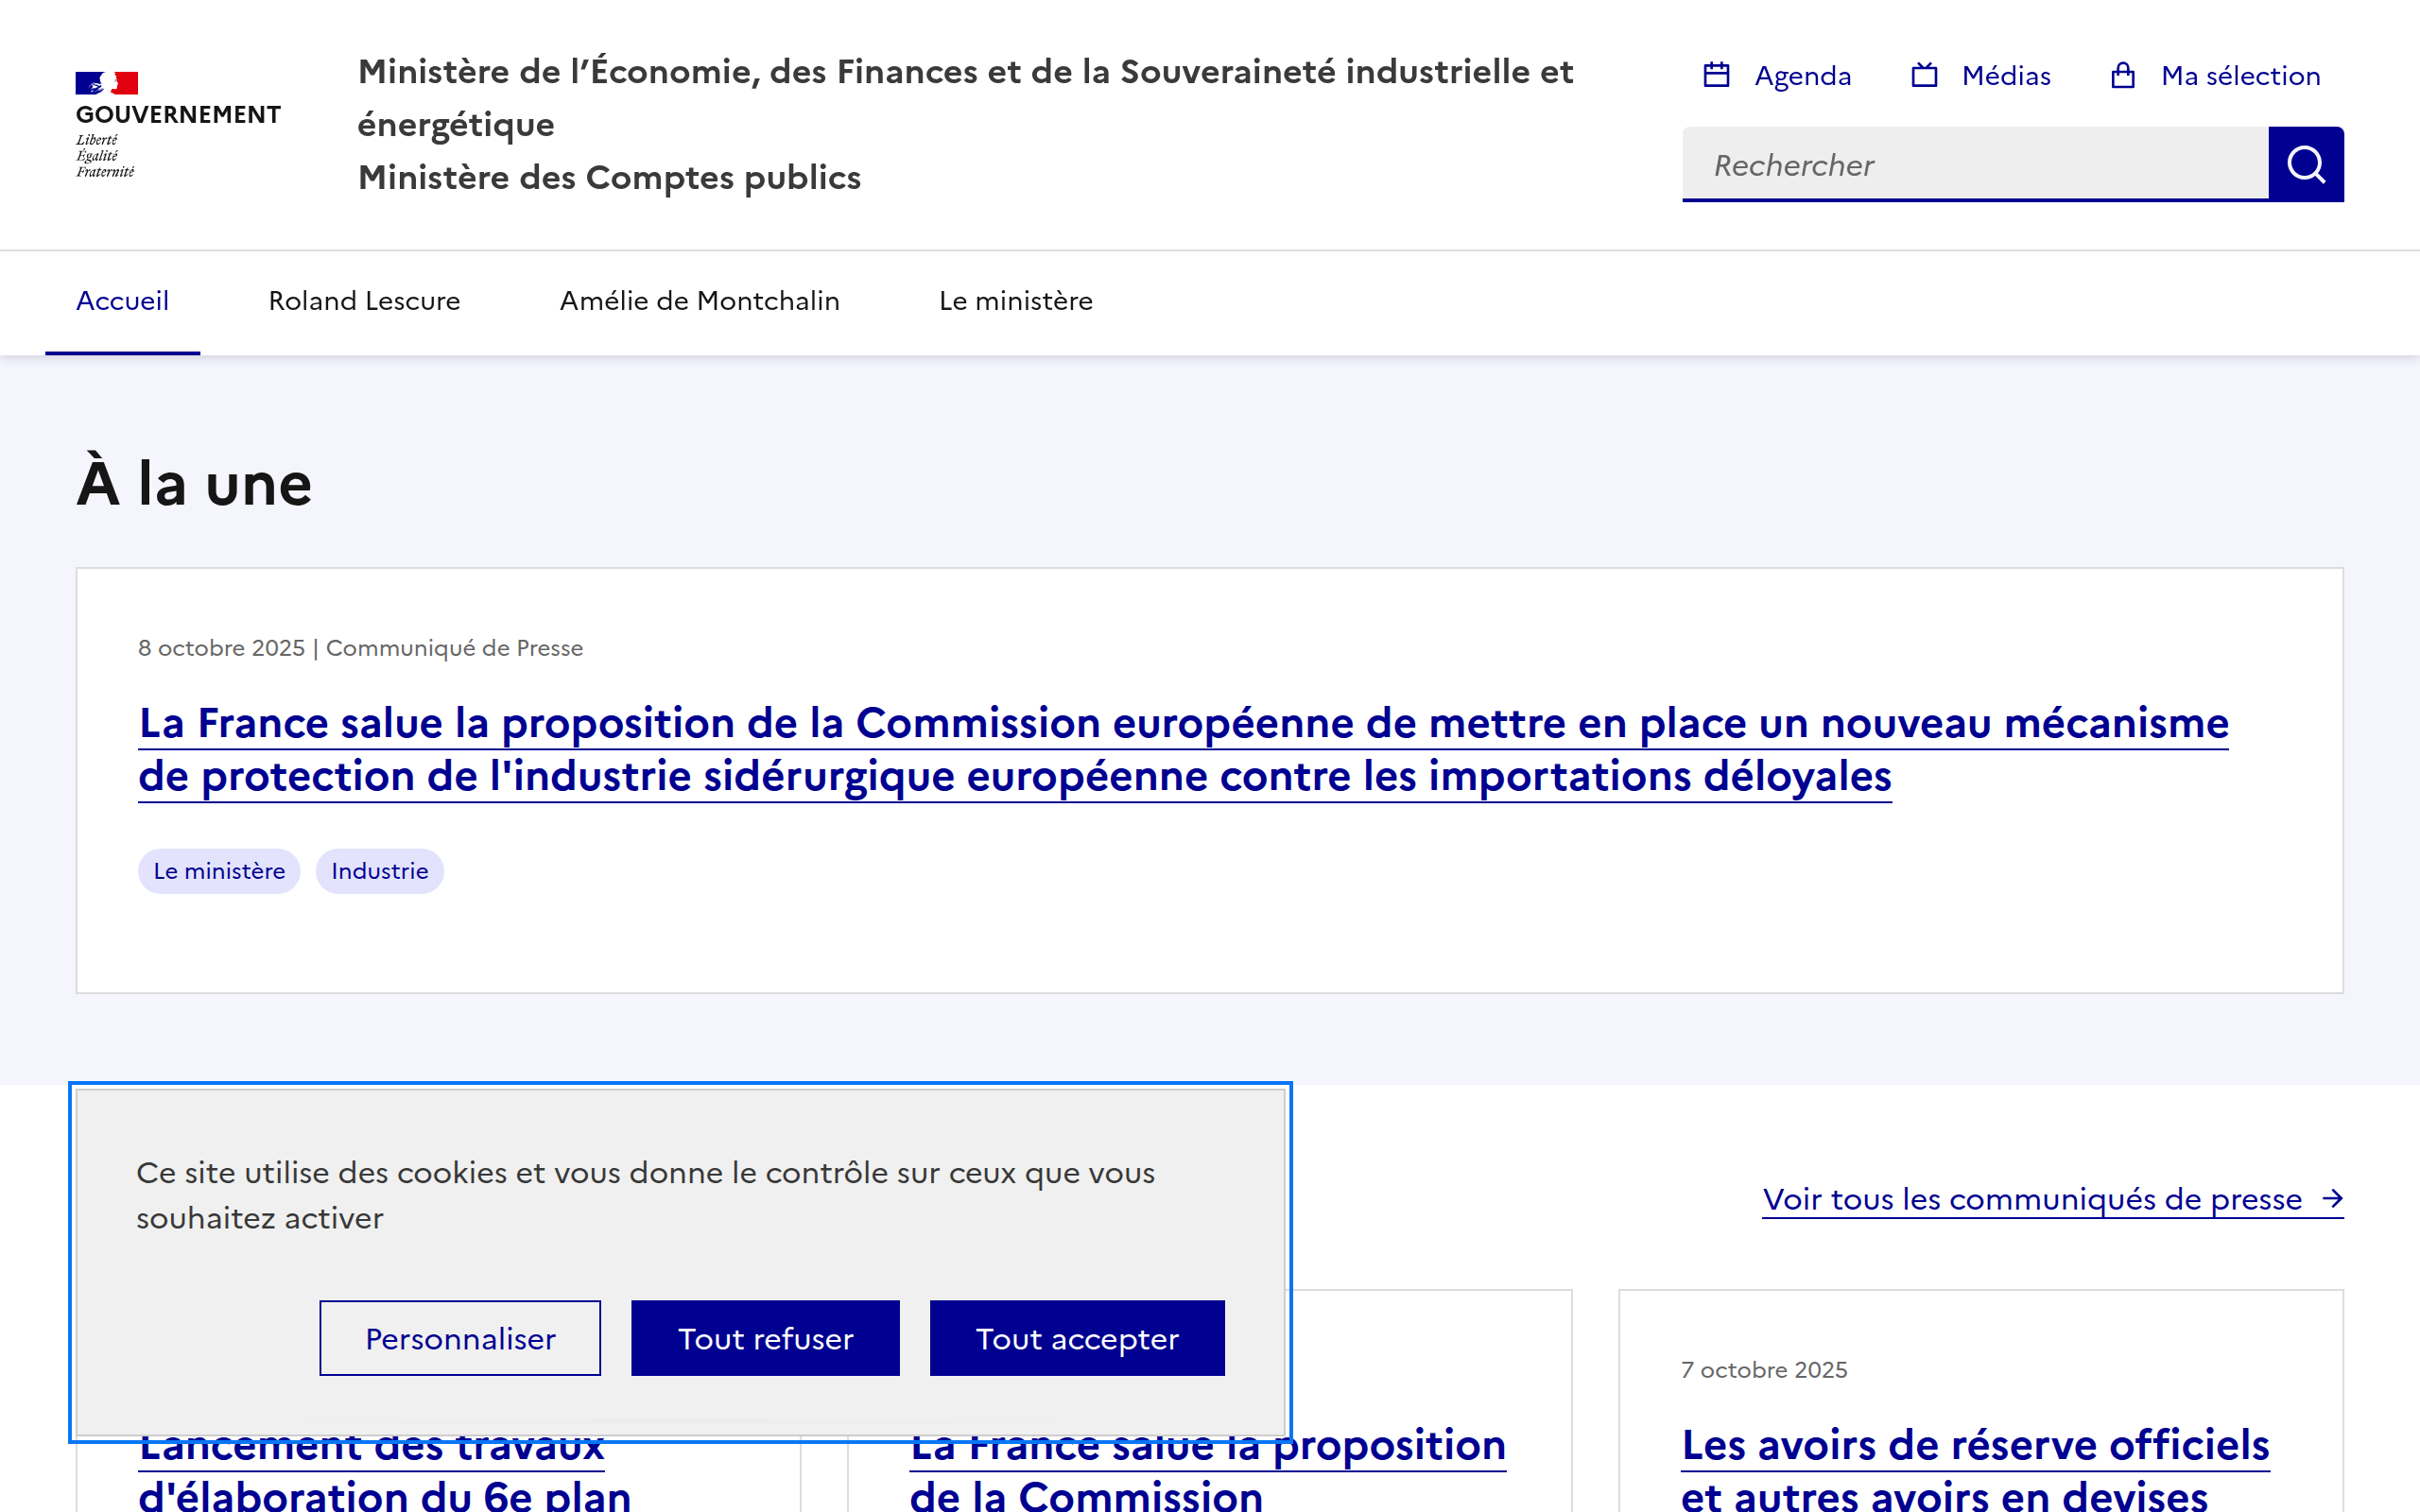 GOUVERNEMENT
Liberté
Égalité
Fraternité
Ministère de l’Économie, des Finances et de la Souveraineté industrielle et
énergétique
Ministère des Comptes publics
Agenda
Médias
Ma sélection
Rechercher
Accueil
Roland Lescure
Amélie de Montchalin
Le ministère
À la une
8 octobre 2025 | Communiqué de Presse
La France salue la proposition de la Commission européenne de mettre en place un nouveau mécanisme
de protection de l'industrie sidérurgique européenne contre les importations déloyales
Le ministère
Industrie
Ce site utilise des cookies et vous donne le contrôle sur ceux que vous
souhaitez activer
Personnaliser
Tout refuser
Tout accepter
Voir tous les communiqués de presse
Lancement des travaux
d'élaboration du 6e plan
La France salue la proposition
de la Commission
7 octobre 2025
Les avoirs de réserve officiels
et autres avoirs en devises